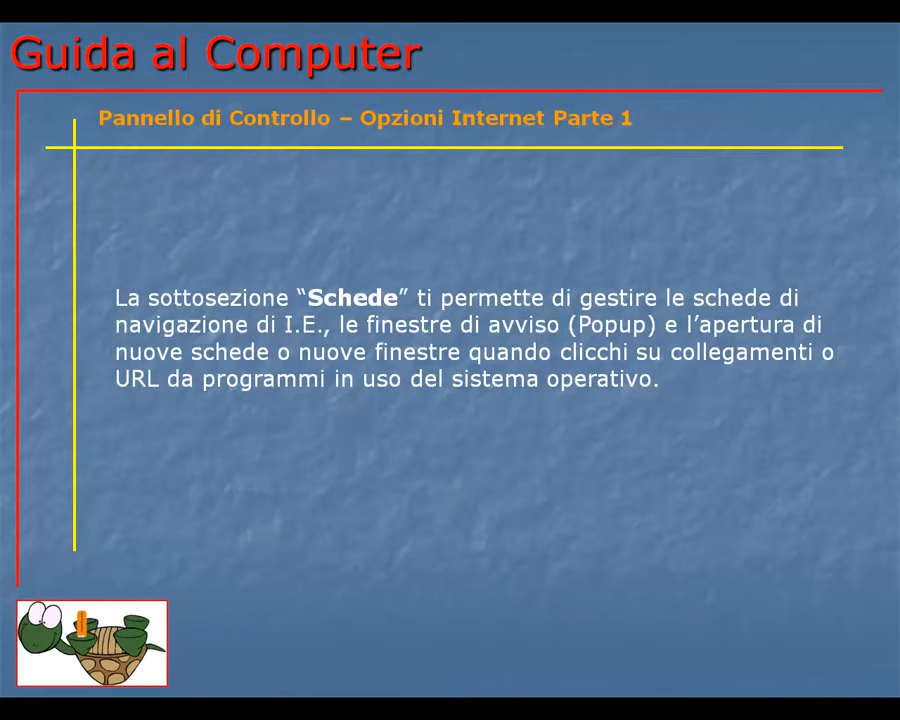 Guida al Computer
Pannello di Controllo – Opzioni Internet Parte 1
La sottosezione “Schede” ti permette di gestire le schede di
navigazione di I.E., le finestre di avviso (Popup) e l’apertura di
nuove schede o nuove finestre quando clicchi su collegamenti o
URL da programmi in uso del sistema operativo.